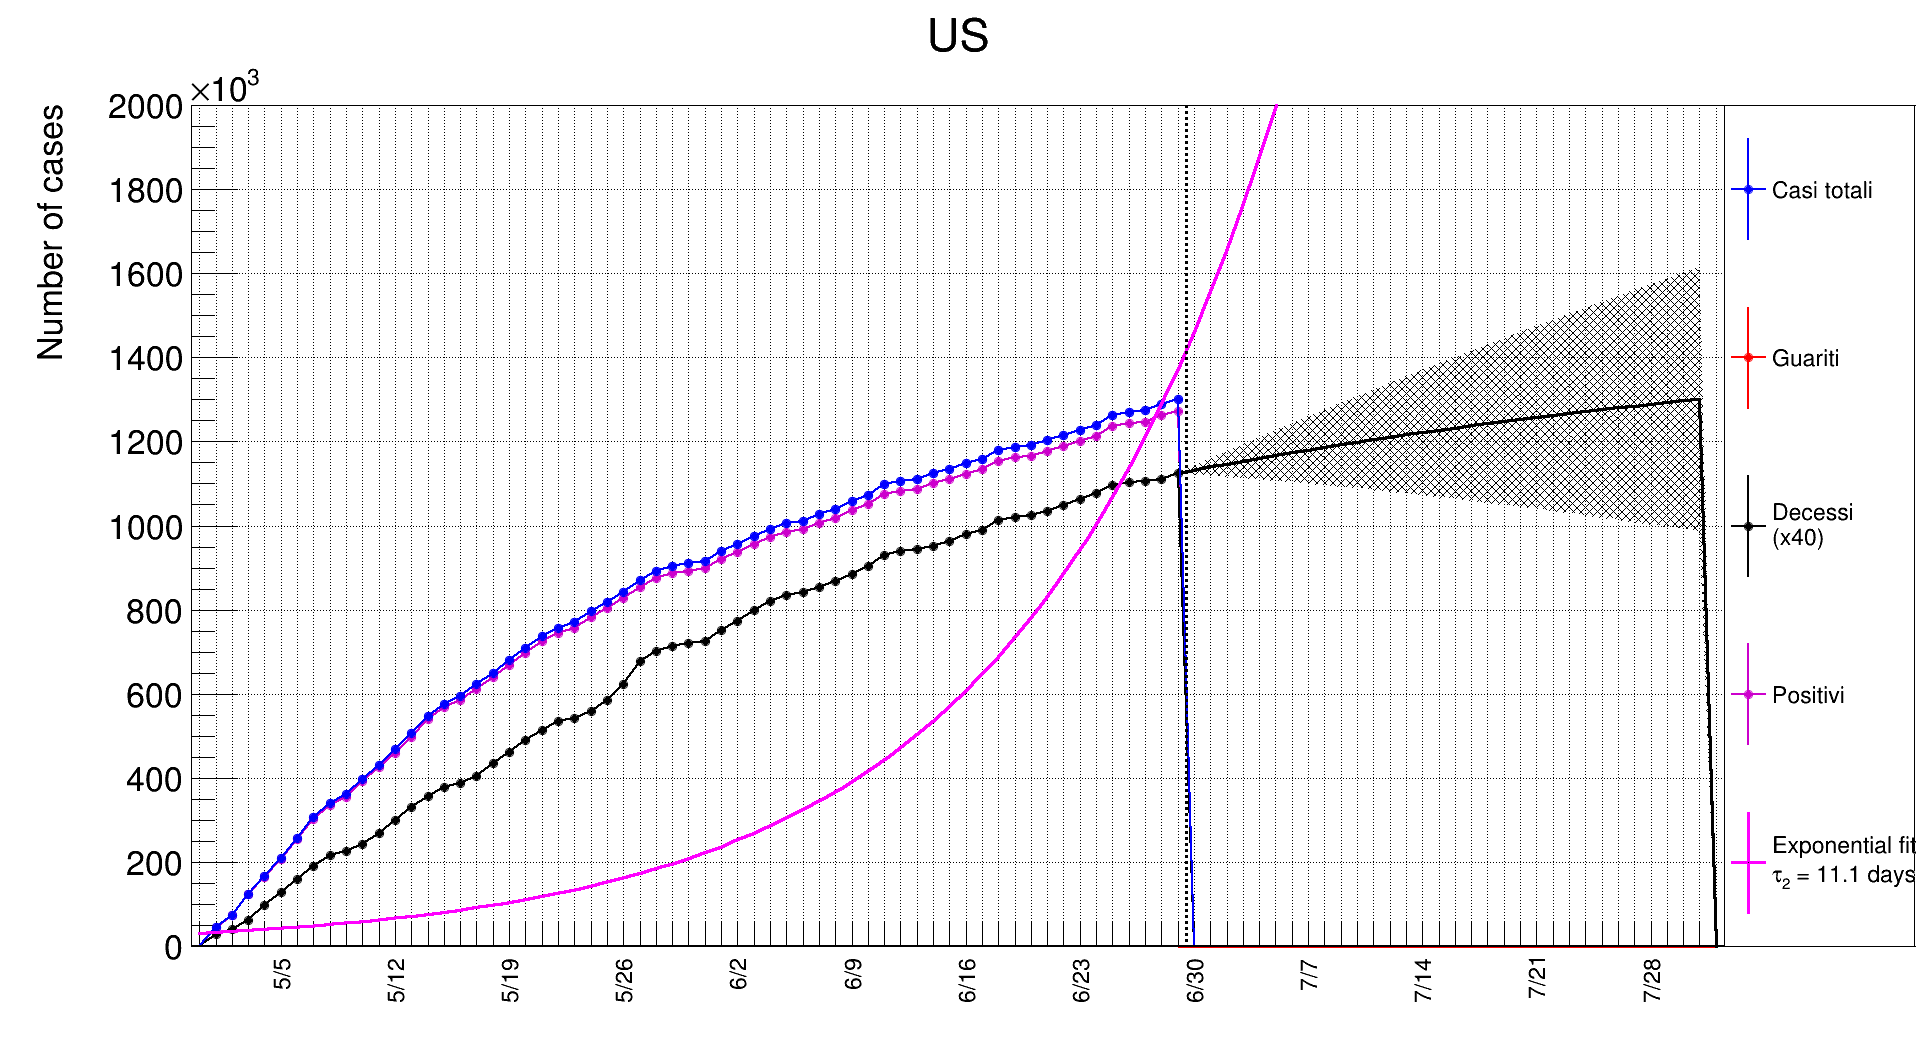 US
×10³
Number of cases
2000
1800
1600
1400
1200
1000
800
600
400
200
0
5/5
5/12
5/19
5/26
6/2
6/9
6/16
6/23
6/30
7/7
7/14
7/21
7/28
Casi totali
Guariti
Decessi
(x40)
Positivi
Exponential fit
τ₂ = 11.1 days